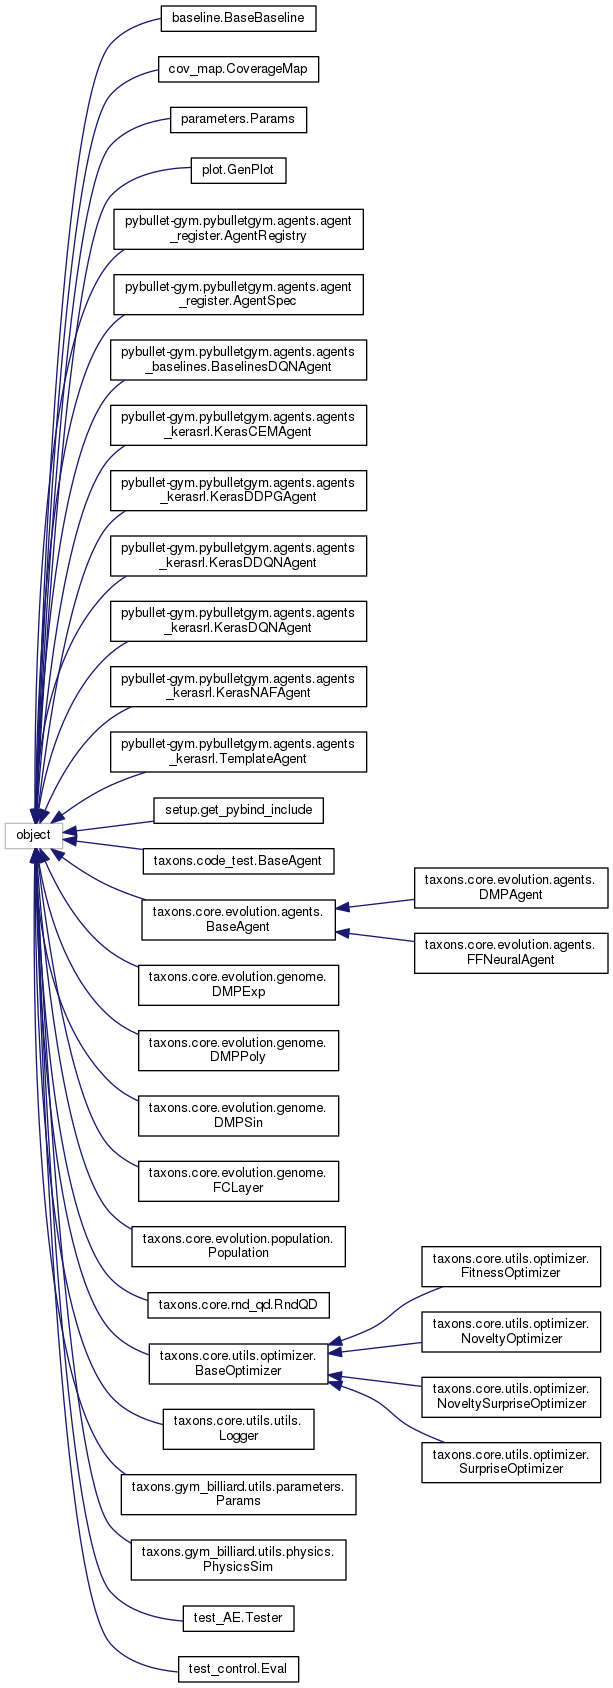 baseline.BaseBaseline
cov_map.CoverageMap
parameters.Params
plot.GenPlot
pybullet-gym.pybulletgym.agents.agent
_register.AgentRegistry
pybullet-gym.pybulletgym.agents.agent
_register.AgentSpec
pybullet-gym.pybulletgym.agents.agents
_baselines.BaselinesDQNAgent
pybullet-gym.pybulletgym.agents.agents
_kerasrl.KerasCEMAgent
pybullet-gym.pybulletgym.agents.agents
_kerasrl.KerasDDPGAgent
pybullet-gym.pybulletgym.agents.agents
_kerasrl.KerasDDQNAgent
pybullet-gym.pybulletgym.agents.agents
_kerasrl.KerasDQNAgent
pybullet-gym.pybulletgym.agents.agents
_kerasrl.KerasNAFAgent
pybullet-gym.pybulletgym.agents.agents
_kerasrl.TemplateAgent
setup.get_pybind_include
object
taxons.code_test.BaseAgent
taxons.core.evolution.agents.
BaseAgent
taxons.core.evolution.agents.
DMPAgent
taxons.core.evolution.agents.
FFNeuralAgent
taxons.core.evolution.genome.
DMPExp
taxons.core.evolution.genome.
DMPPoly
taxons.core.evolution.genome.
DMPSin
taxons.core.evolution.genome.
FCLayer
taxons.core.evolution.population.
Population
taxons.core.rnd_qd.RndQD
taxons.core.utils.optimizer.
BaseOptimizer
taxons.core.utils.optimizer.
FitnessOptimizer
taxons.core.utils.optimizer.
NoveltyOptimizer
taxons.core.utils.optimizer.
NoveltySurpriseOptimizer
taxons.core.utils.optimizer.
SurpriseOptimizer
taxons.core.utils.utils.
Logger
taxons.gym_billiard.utils.parameters.
Params
taxons.gym_billiard.utils.physics.
PhysicsSim
test_AE.Tester
test_control.Eval